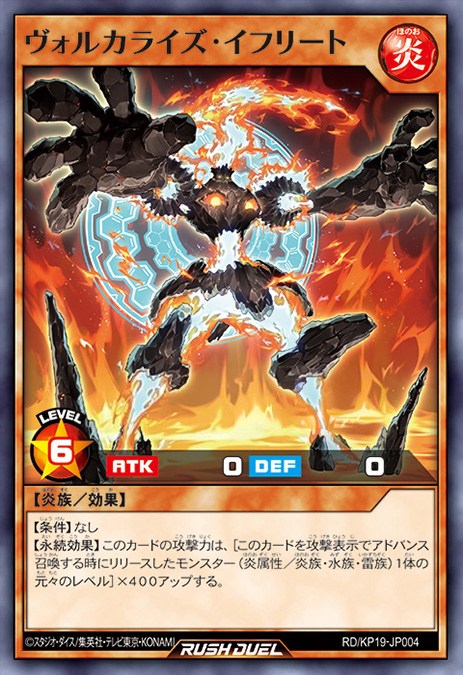 ヴォルカライズ・イフリート
ほのお
炎
LEVEL
6
ATK 0 DEF 0
【炎族／効果】
【条件】なし
【永続効果】このカードの攻撃力は、[このカードを攻撃表示でアドバンス
召喚する時にリリースしたモンスター（炎属性／炎族・水族・雷族）1体の
元々のレベル]×400アップする。
©スタジオ・ダイス/集英社・テレビ東京・KONAMI
RUSH DUEL
RD/KP19-JP004